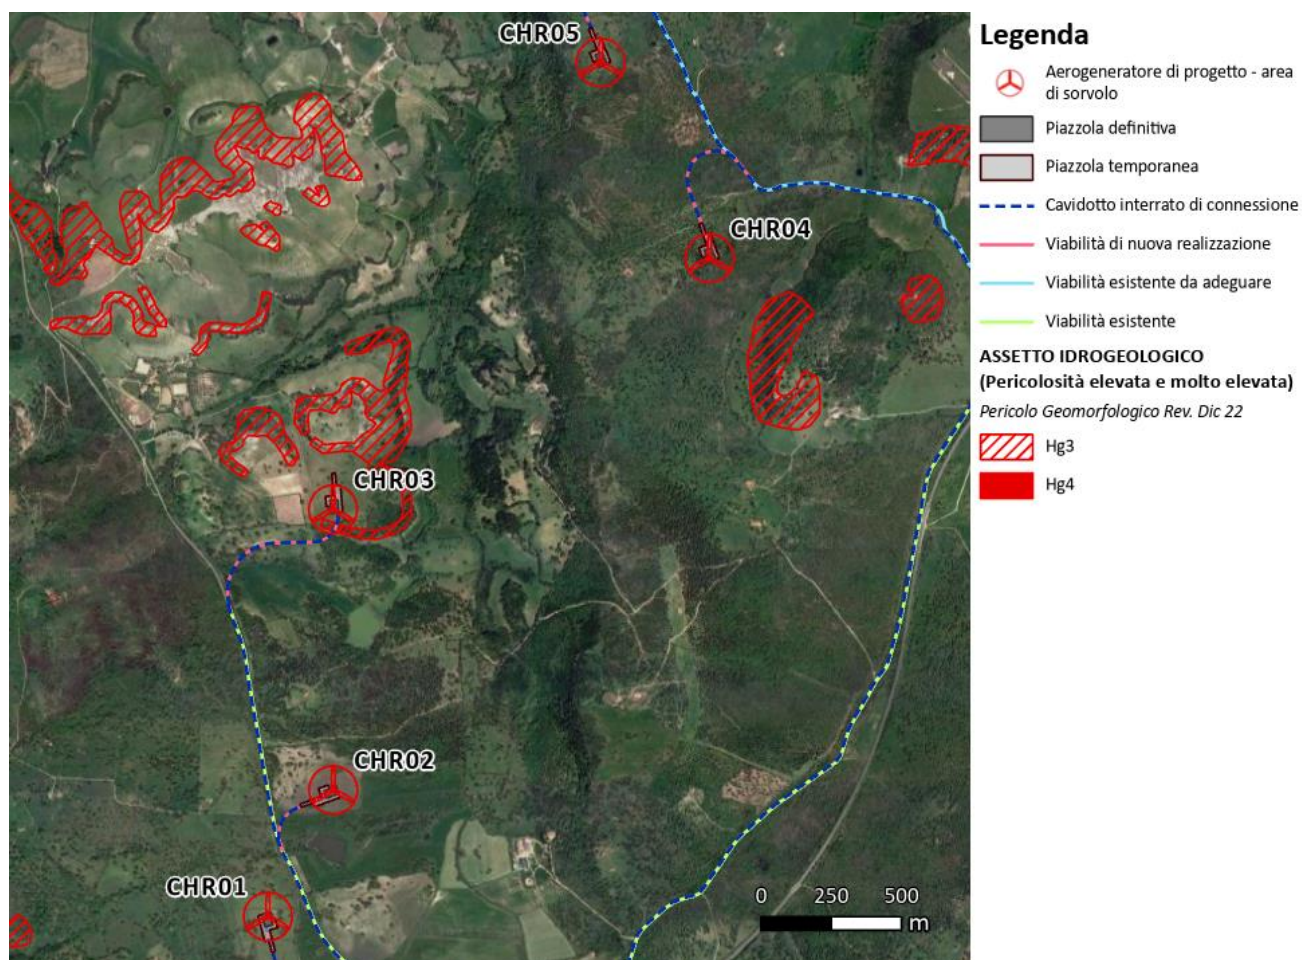 CHR05
CHR04
CHR03
CHR02
CHR01
0 250 500
m
Legenda
Aerogeneratore di progetto - area
di sorvolo
Piazzola definitiva
Piazzola temporanea
Cavidotto interrato di connessione
Viabilità di nuova realizzazione
Viabilità esistente da adeguare
Viabilità esistente
ASSETTO IDROGEOLOGICO
(Pericolosità elevata e molto elevata)
Pericolo Geomorfologico Rev. Dic 22
Hg3
Hg4